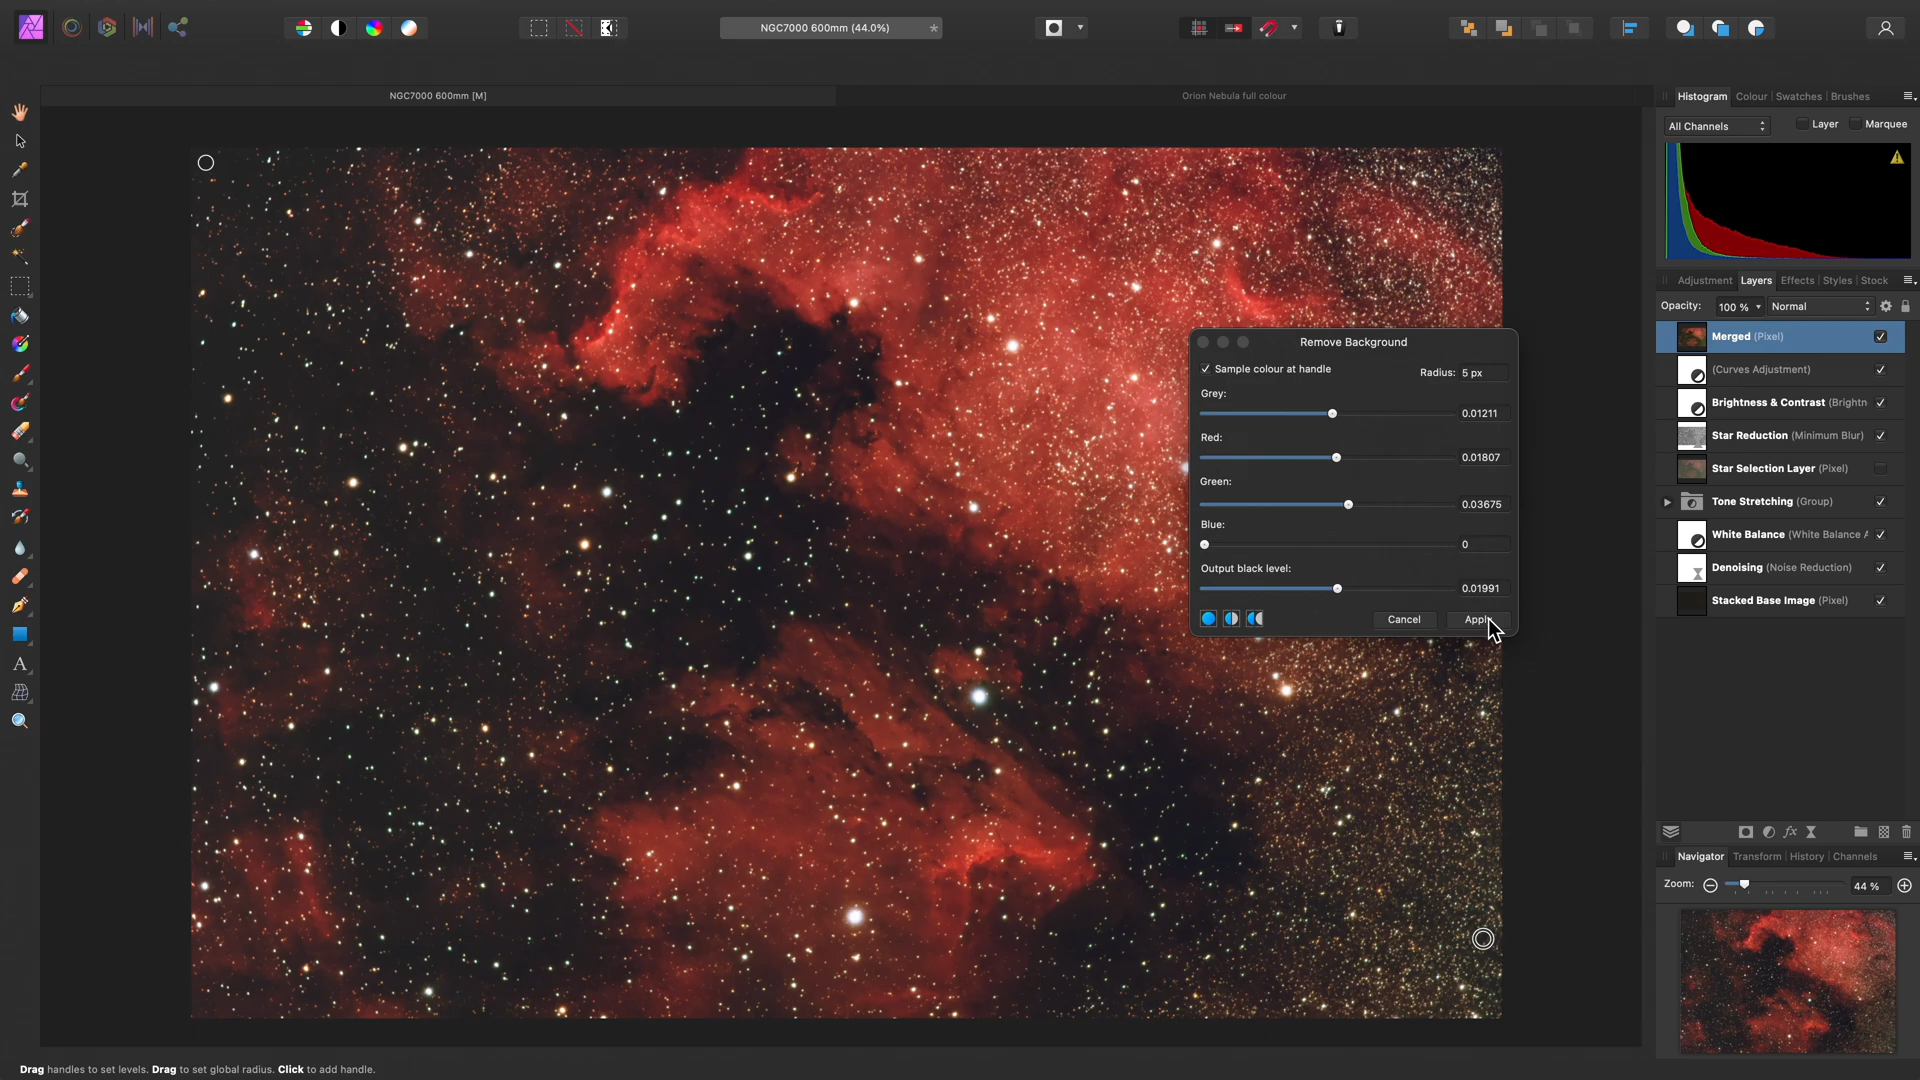 NGC7000 600mm (44.0%)
NGC7000 600mm [M]
Orion Nebula full colour
Histogram
Colour
Swatches
Brushes
All Channels
Layer
Marquee
Adjustment
Layers
Effects
Styles
Stock
Opacity:
100 %
Normal
Merged (Pixel)
(Curves Adjustment)
Brightness & Contrast (Brightn
Star Reduction (Minimum Blur)
Star Selection Layer (Pixel)
Tone Stretching (Group)
White Balance (White Balance A
Denoising (Noise Reduction)
Stacked Base Image (Pixel)
Remove Background
Sample colour at handle
Radius: 5 px
Grey:
0.01211
Red:
0.01807
Green:
0.03675
Blue:
0
Output black level:
0.01991
Cancel
Apply
Navigator
Transform
History
Channels
Zoom:
44 %
Drag handles to set levels. Drag to set global radius. Click to add handle.